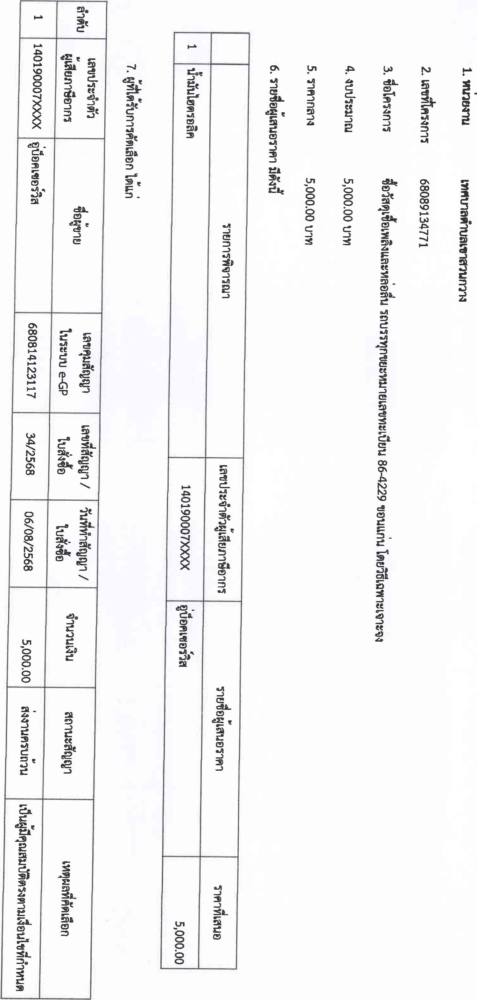 1. หน่วยงาน เทศบาลตำบลเขาสวนกวาง
2. เลขที่โครงการ 68089134771
3. ชื่อโครงการ ซื้อวัสดุเชื้อเพลิงและหล่อลื่น รถบรรทุกขยะหมายเลขทะเบียน 86-4229 ขอนแก่น โดยวิธีเฉพาะเจาะจง
4. งบประมาณ 5,000.00 บาท
5. ราคากลาง 5,000.00 บาท
6. รายชื่อผู้เสนอราคา มีดังนี้
รายการพิจารณา เลขประจำตัวผู้เสียภาษีอากร รายชื่อผู้เสนอราคา ราคาที่เสนอ
1 น้ำมันไฮดรอลิค 140190007XXXX อู่บ็อคเซอร์วิส 5,000.00
7. ผู้ที่ได้รับการคัดเลือก ได้แก่
ลำดับ เลขประจำตัว ผู้เสียภาษีอากร ชื่อผู้ขาย เลขคุมสัญญา ในระบบ e-GP เลขที่สัญญา / ใบสั่งซื้อ วันที่ทำสัญญา / ใบสั่งซื้อ จำนวนเงิน สถานะสัญญา เหตุผลที่คัดเลือก
1 140190007XXXX อู่บ็อคเซอร์วิส 680814123117 34/2568 06/08/2568 5,000.00 ส่งงานครบถ้วน เป็นผู้มีคุณสมบัติตรงตามเงื่อนไขที่กำหนด